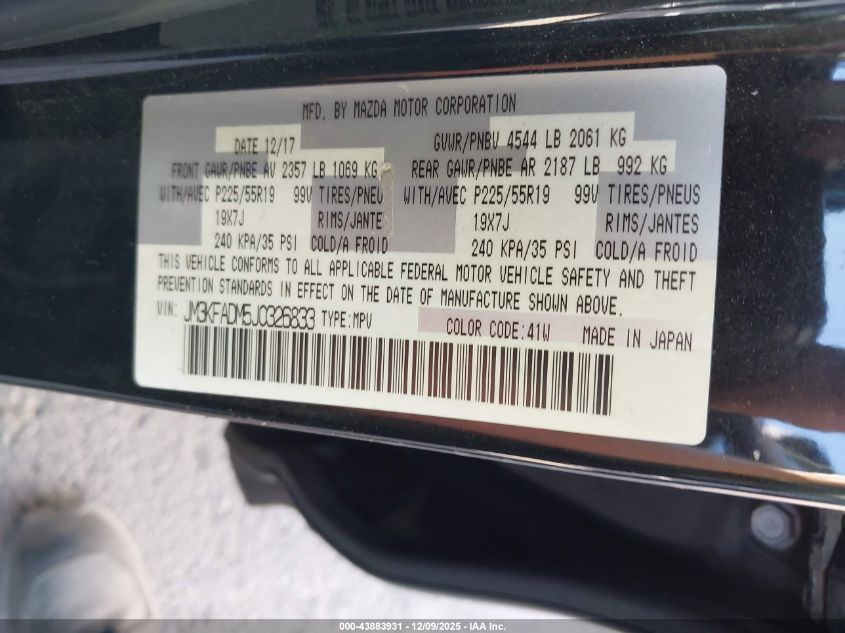 MFD. BY MAZDA MOTOR CORPORATION
DATE 12/17 GVWR/PNBV 4544 LB 2061 KG
FRONT GAWR/PNBE AV 2357 LB 1069 KG REAR GAWR/PNBE AR 2187 LB 992 KG
WITH/AVEC P225/55R19 99V TIRES/PNEU WITH/AVEC P225/55R19 99V TIRES/PNEUS
19X7J RIMS/JANTE 19X7J RIMS/JANTES
240 KPA/35 PSI COLD/A FROID 240 KPA/35 PSI COLD/A FROID
THIS VEHICLE CONFORMS TO ALL APPLICABLE FEDERAL MOTOR VEHICLE SAFETY AND THEFT
PREVENTION STANDARDS IN EFFECT ON THE DATE OF MANUFACTURE SHOWN ABOVE.
VIN: JM3KFADM5J0326833 TYPE:MPV COLOR CODE:41W MADE IN JAPAN
000-43883931 - 12/09/2025 - IAA Inc.